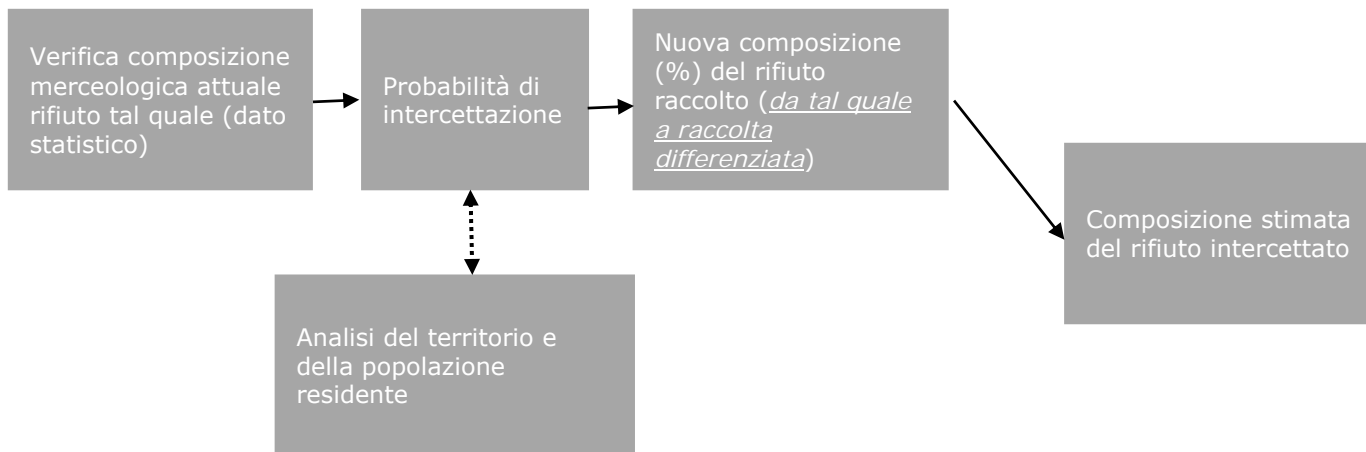 Verifica composizione
merceologica attuale
rifiuto tal quale (dato
statistico)
Probabilità di
intercettazione
Nuova composizione
(%) del rifiuto
raccolto (da tal quale
a raccolta
differenziata)
Composizione stimata
del rifiuto intercettato
Analisi del territorio e
della popolazione
residente